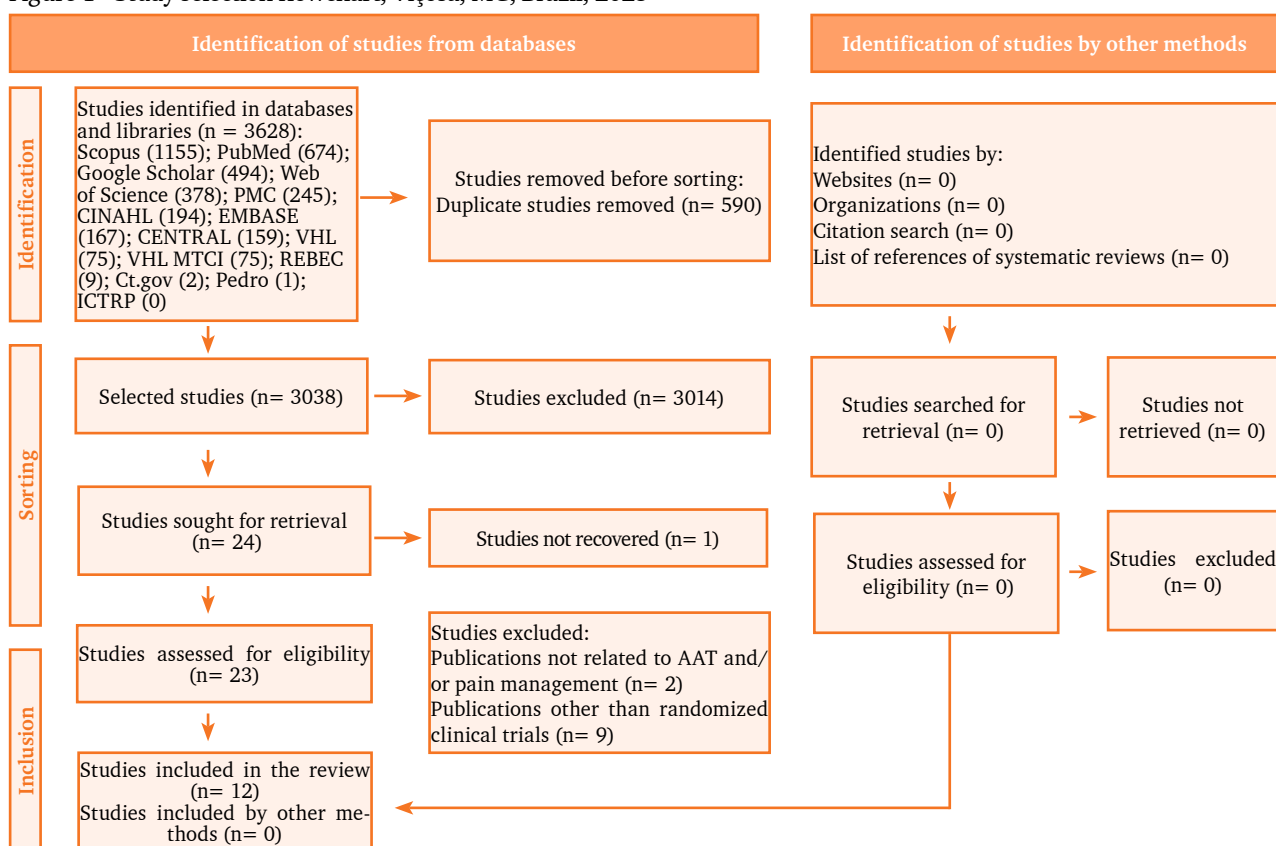 Identification of studies from databases
Identification of studies by other methods
Identification
Studies identified in databases
and libraries (n = 3628):
Scopus (1155); PubMed (674);
Google Scholar (494); Web
of Science (378); PMC (245);
CINAHL (194); EMBASE
(167); CENTRAL (159); VHL
(75); VHL MTCI (75); REBEC
(9); Ct.gov (2); Pedro (1);
ICTRP (0)
Studies removed before sorting:
Duplicate studies removed (n= 590)
Identified studies by:
Websites (n= 0)
Organizations (n= 0)
Citation search (n= 0)
List of references of systematic reviews (n= 0)
Sorting
Selected studies (n= 3038)
Studies excluded (n= 3014)
Studies searched for
retrieval (n= 0)
Studies not
retrieved (n= 0)
Studies sought for retrieval
(n= 24)
Studies not recovered (n= 1)
Studies assessed for
eligibility (n= 0)
Studies excluded
(n= 0)
Studies assessed for eligibility
(n= 23)
Studies excluded:
Publications not related to AAT and/
or pain management (n= 2)
Publications other than randomized
clinical trials (n= 9)
Inclusion
Studies included in the review
(n= 12)
Studies included by other me-
thods (n= 0)